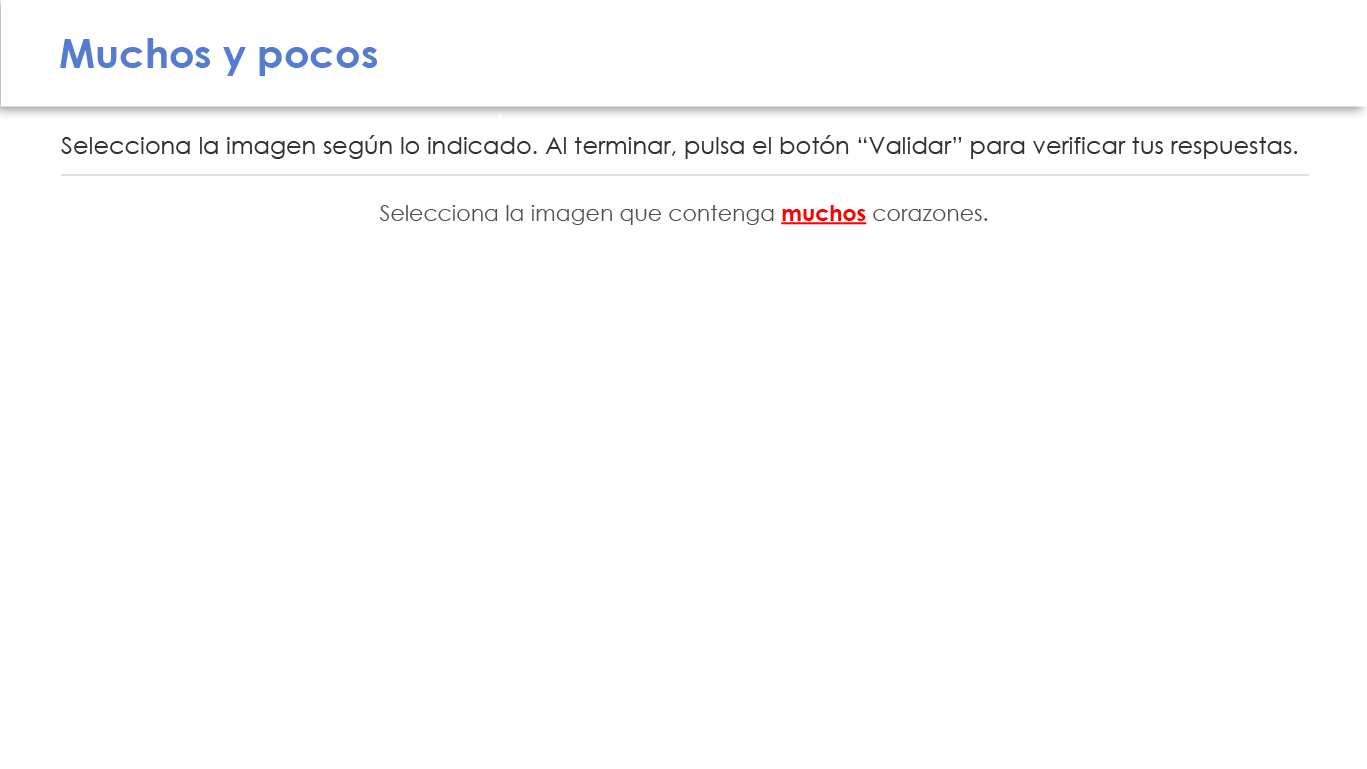 Muchos y pocos
Selecciona la imagen según lo indicado. Al terminar, pulsa el botón “Validar” para verificar tus respuestas.
Selecciona la imagen que contenga muchos corazones.